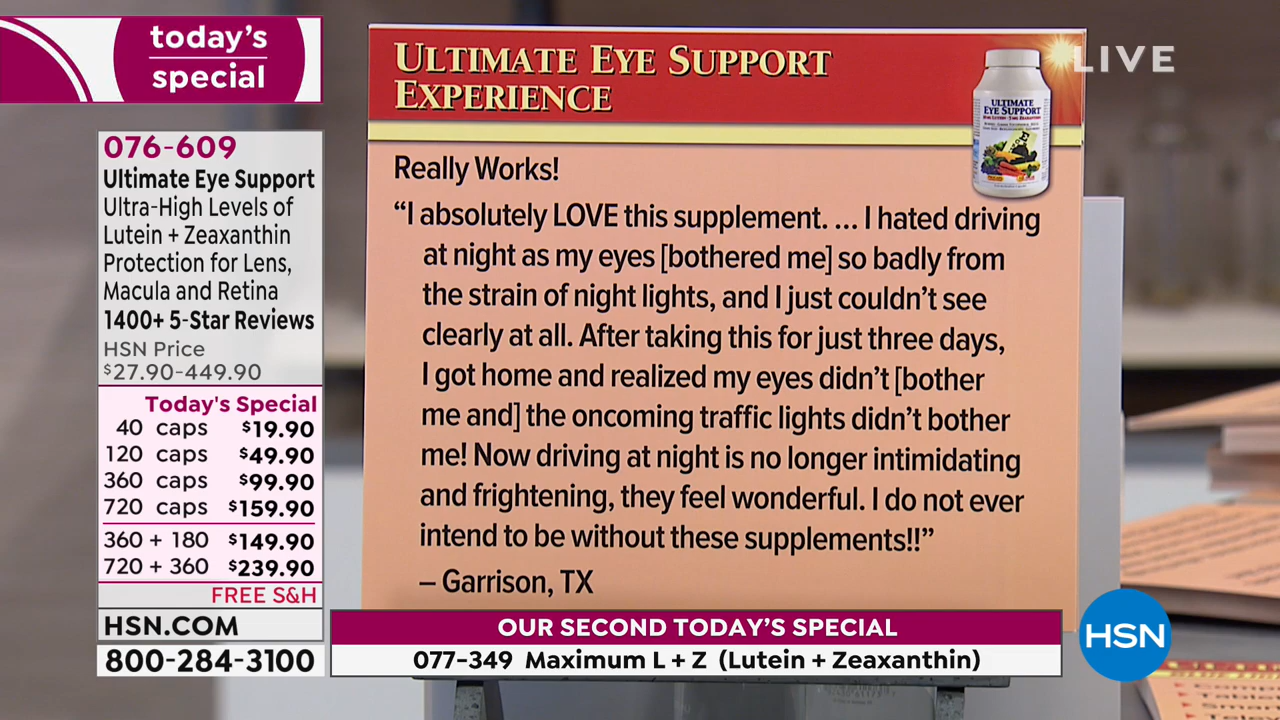 today's
special
076-609
Ultimate Eye Support
Ultra-High Levels of
Lutein + Zeaxanthin
Protection for Lens,
Macula and Retina
1400+ 5-Star Reviews
HSN Price
$27.90-449.90
Today's Special
40 caps $19.90
120 caps $49.90
360 caps $99.90
720 caps $159.90
360 + 180 $149.90
720 + 360 $239.90
FREE S&H
HSN.COM
800-284-3100
ULTIMATE EYE SUPPORT
EXPERIENCE
LIVE
ULTIMATE
EYE SUPPORT
Really Works!
“I absolutely LOVE this supplement. ... I hated driving
at night as my eyes [bothered me] so badly from
the strain of night lights, and I just couldn't see
clearly at all. After taking this for just three days,
I got home and realized my eyes didn't [bother
me and] the oncoming traffic lights didn't bother
me! Now driving at night is no longer intimidating
and frightening, they feel wonderful. I do not ever
intend to be without these supplements!!”
– Garrison, TX
OUR SECOND TODAY'S SPECIAL
077-349 Maximum L + Z (Lutein + Zeaxanthin)
HSN